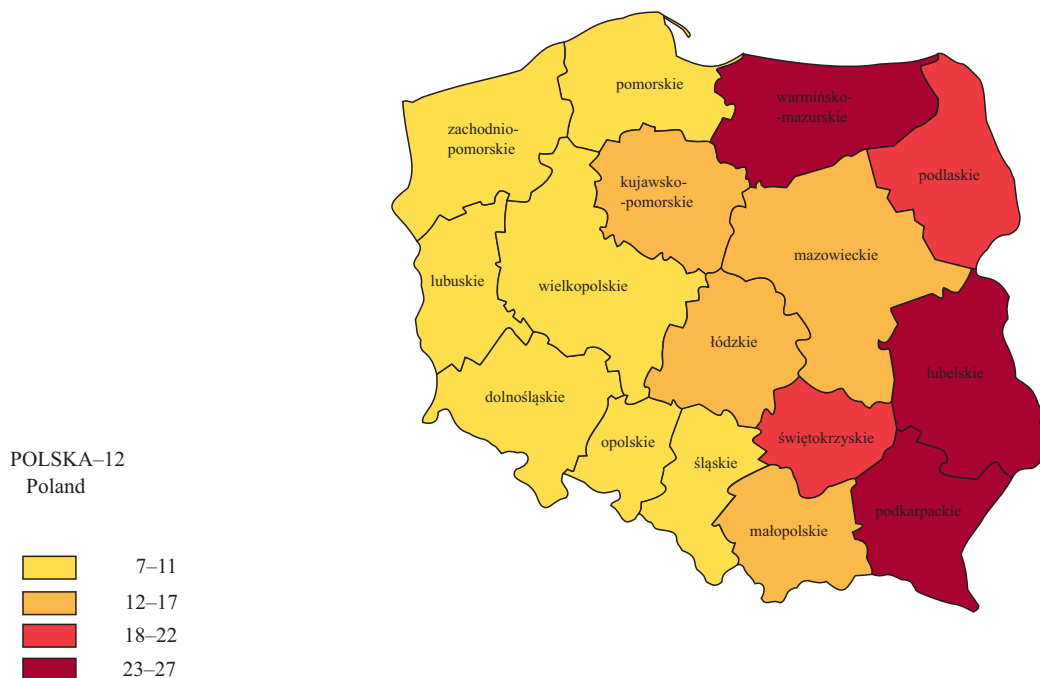 pomorskie
warmińsko-
-mazurskie
zachodnio-
pomorskie
podlaskie
kujawsko-
-pomorskie
mazowieckie
lubuskie
wielkopolskie
łódzkie
lubelskie
dolnośląskie
opolskie
świętokrzyskie
śląskie
podkarpackie
małopolskie
POLSKA–12
Poland
7–11
12–17
18–22
23–27